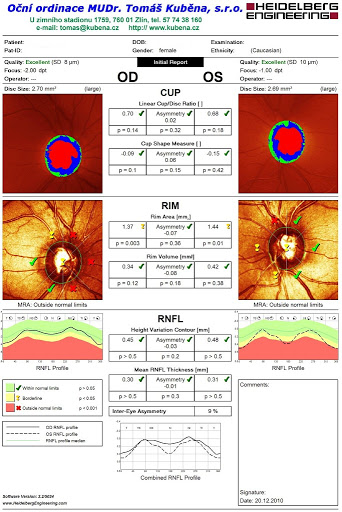 Oční ordinace MUDr. Tomáš Kuběna, s.r.o.
U zimního stadionu 1759, 760 01 Zlín, tel. 57 74 38 160
e-mail: tomas@kubena.cz http://www.kubena.cz
HEIDELBERG
ENGINEERING
Patient: DOB: Examination:
Pat-ID: Gender: female Ethnicity: (Caucasian)
Quality: Excellent (SD 8 µm) Initial Report Quality: Excellent (SD 10 µm)
Focus: -2.00 dpt Focus: -1.00 dpt
Operator: --- OD OS Operator: ---
Disc Size: 2.70 mm² (large) CUP Disc Size: 2.69 mm² (large)
Linear Cup/Disc Ratio [ ]
0.70 Asymmetry 0.68
0.02
p = 0.14 p = 0.32 p = 0.18
Cup Shape Measure [ ]
-0.09 Asymmetry -0.15
0.06
p = 0.1 p = 0.15 p = 0.42
RIM
Rim Area [mm²]
1.37 Asymmetry 1.44
-0.07
p = 0.003 p = 0.38 p = 0.01
Rim Volume [mm³]
0.34 Asymmetry 0.42
-0.08
p = 0.12 p = 0.18 p = 0.38
MRA: Outside normal limits MRA: Outside normal limits
RNFL
Height Variation Contour [mm]
0.45 Asymmetry 0.48
-0.03
p > 0.5 p = 0.2 p > 0.5
RNFL Profile RNFL Profile
Mean RNFL Thickness [mm]
0.30 Asymmetry 0.31
-0.01
p > 0.5 p > 0.5 p > 0.5
Inter-Eye Asymmetry 9 %
Within normal limits p > 0.05
Borderline p < 0.05
Outside normal limits p < 0.001
OD RNFL profile
OS RNFL profile
RNFL profile median
Combined RNFL Profile
Comments:
Signature:
Date: 20.12.2010
www.HeidelbergEngineering.com